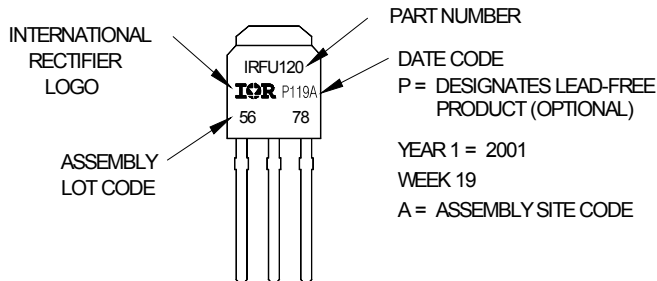 INTERNATIONAL
RECTIFIER
LOGO
ASSEMBLY
LOT CODE
IRFU120
IOR P119A
56 78
PART NUMBER
DATE CODE
P = DESIGNATES LEAD-FREE
PRODUCT (OPTIONAL)
YEAR 1 = 2001
WEEK 19
A = ASSEMBLY SITE CODE